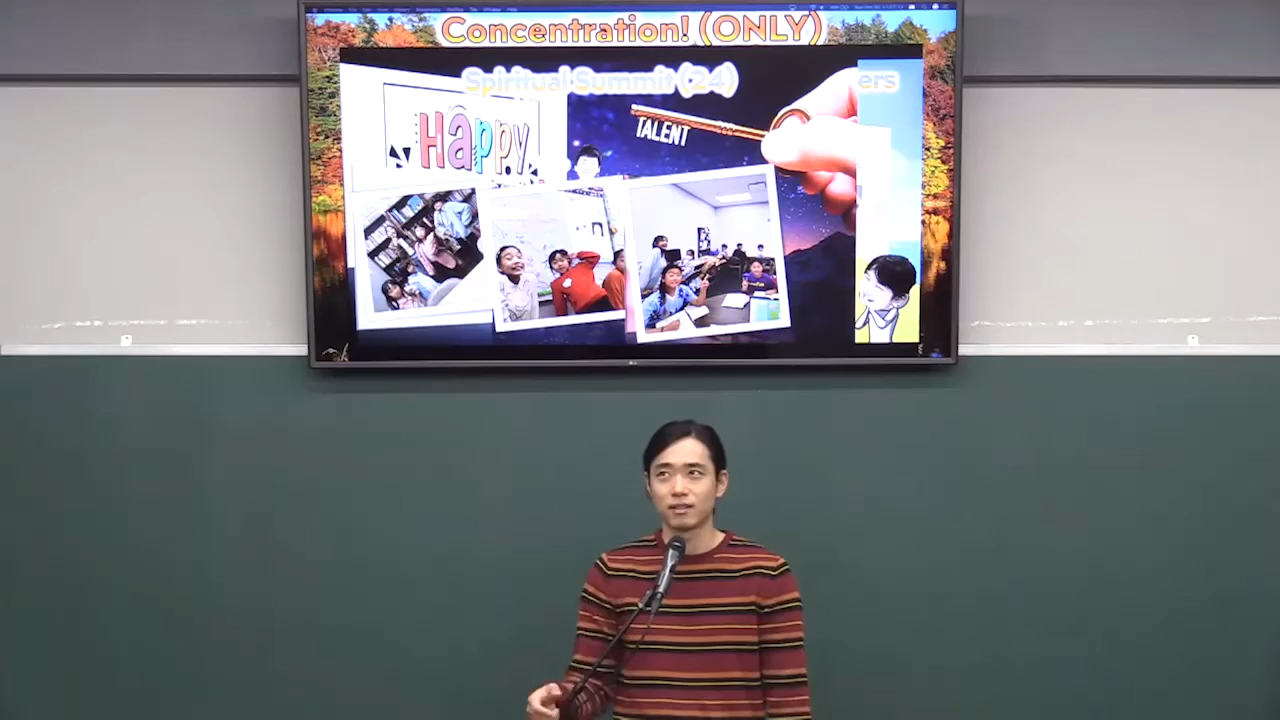 Concentration! (ONLY)
Spiritual Summit (24)
ers
Happy
TALENT